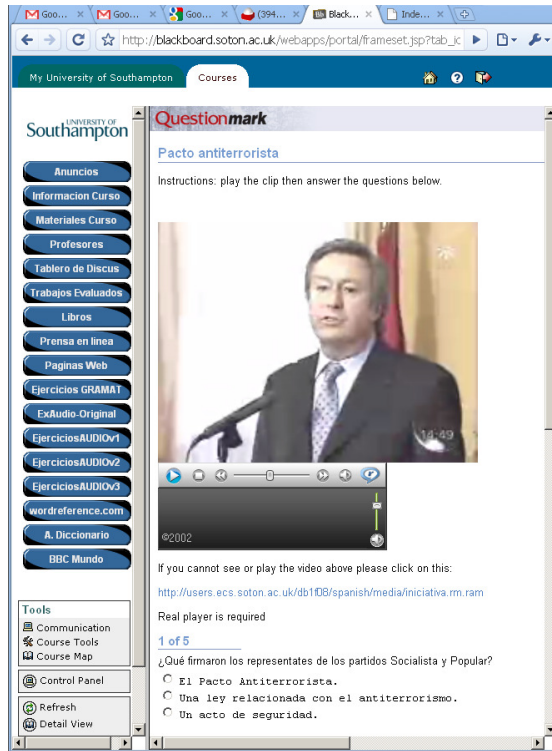 Goo...
Goo...
Goo...
(394...
Black...
Inde...
http://blackboard.soton.ac.uk/webapps/portal/frameset.jsp?tab_ic
My University of Southampton
Courses
UNIVERSITY OF
Southampton
Anuncios
Informacion Curso
Materiales Curso
Profesores
Tablero de Discus
Trabajos Evaluados
Libros
Prensa en linea
Paginas Web
Ejercicios GRAMAT
ExAudio-Original
EjerciciosAUDIOv1
EjerciciosAUDIOv2
EjerciciosAUDIOv3
wordreference.com
A. Diccionario
BBC Mundo
Tools
Communication
Course Tools
Course Map
Control Panel
Refresh
Detail View
Questionmark
Pacto antiterrorista
Instructions: play the clip then answer the questions below.
14:49
©2002
If you cannot see or play the video above please click on this:
http://users.ecs.soton.ac.uk/db1f08/spanish/media/iniciativa.rm.ram
Real player is required
1 of 5
¿Qué firmaron los representates de los partidos Socialista y Popular?
El Pacto Antiterrorista.
Una ley relacionada con el antiterrorismo.
Un acto de seguridad.